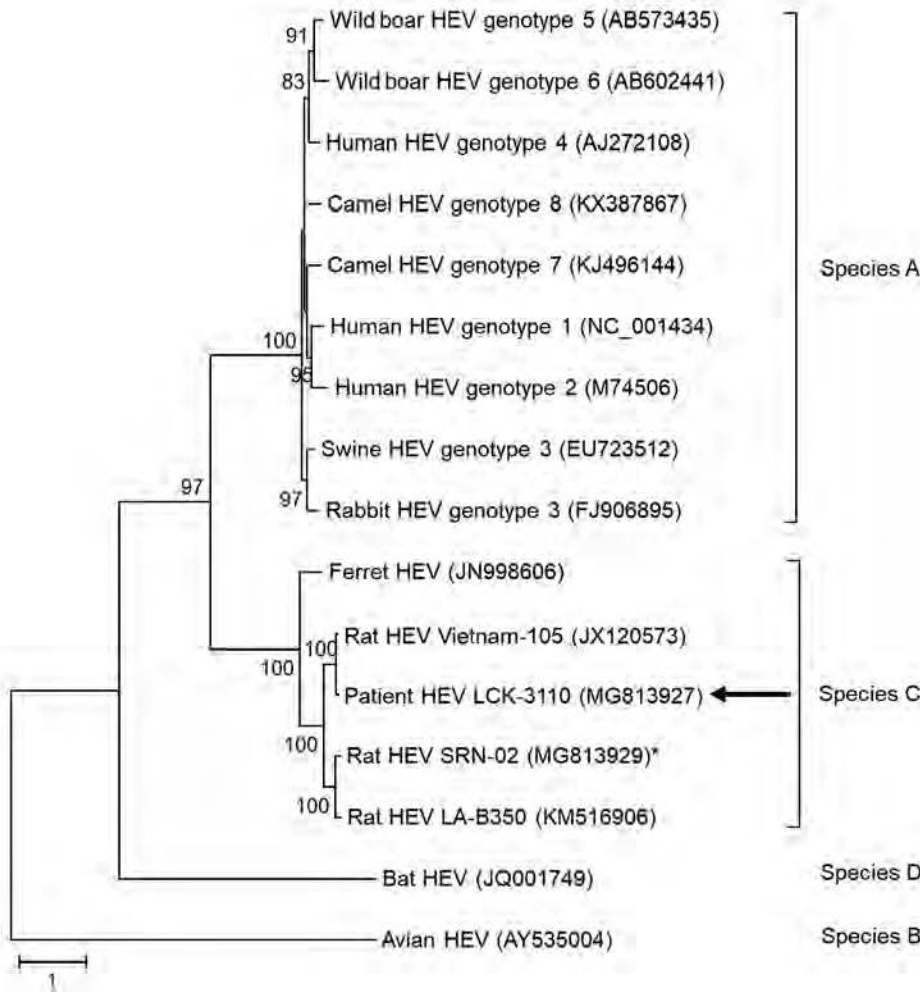 91
Wild boar HEV genotype 5 (AB573435)
83
Wild boar HEV genotype 6 (AB602441)
Human HEV genotype 4 (AJ272108)
Camel HEV genotype 8 (KX387867)
Camel HEV genotype 7 (KJ496144)
Species A
Human HEV genotype 1 (NC_001434)
100
95
Human HEV genotype 2 (M74506)
Swine HEV genotype 3 (EU723512)
97
97
Rabbit HEV genotype 3 (FJ906895)
Ferret HEV (JN998606)
100
Rat HEV Vietnam-105 (JX120573)
100
Patient HEV LCK-3110 (MG813927)
Species C
100
Rat HEV SRN-02 (MG813929)*
100
Rat HEV LA-B350 (KM516906)
Bat HEV (JQ001749)
Species D
Avian HEV (AY535004)
Species B
1